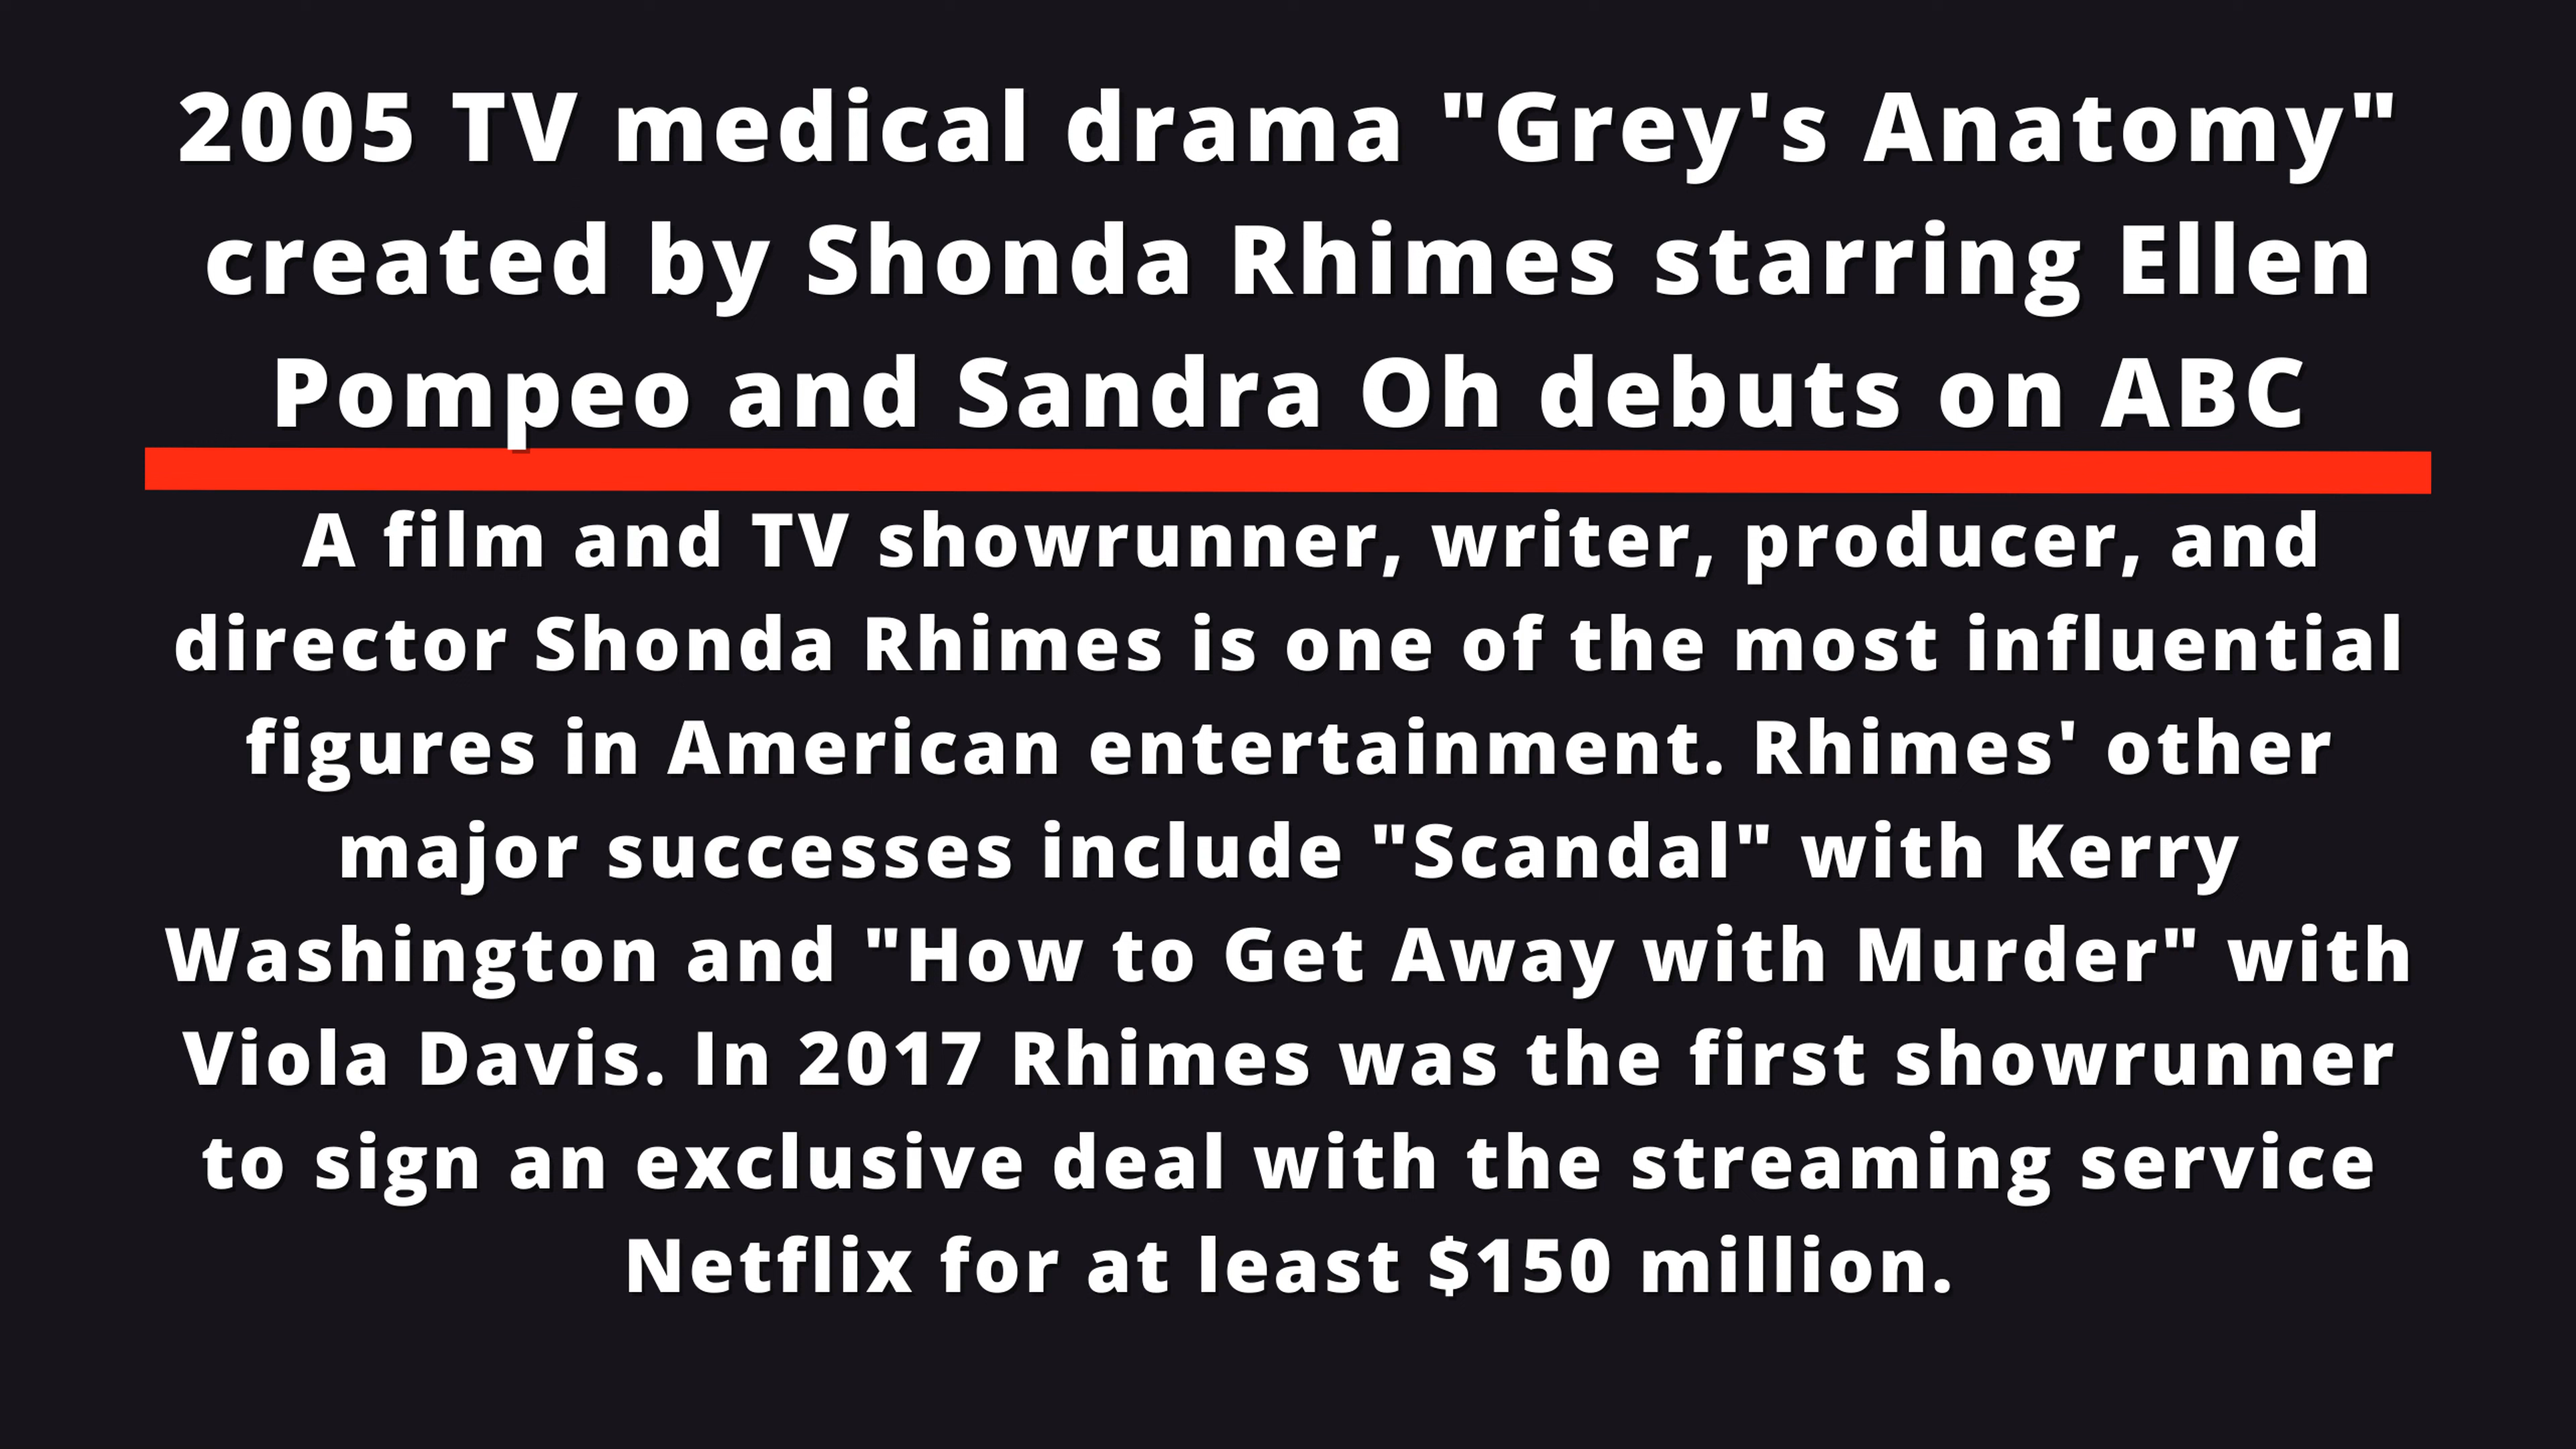 2005 TV medical drama "Grey's Anatomy"
created by Shonda Rhimes starring Ellen
Pompeo and Sandra Oh debuts on ABC
A film and TV showrunner, writer, producer, and
director Shonda Rhimes is one of the most influential
figures in American entertainment. Rhimes' other
major successes include "Scandal" with Kerry
Washington and "How to Get Away with Murder" with
Viola Davis. In 2017 Rhimes was the first showrunner
to sign an exclusive deal with the streaming service
Netflix for at least $150 million.